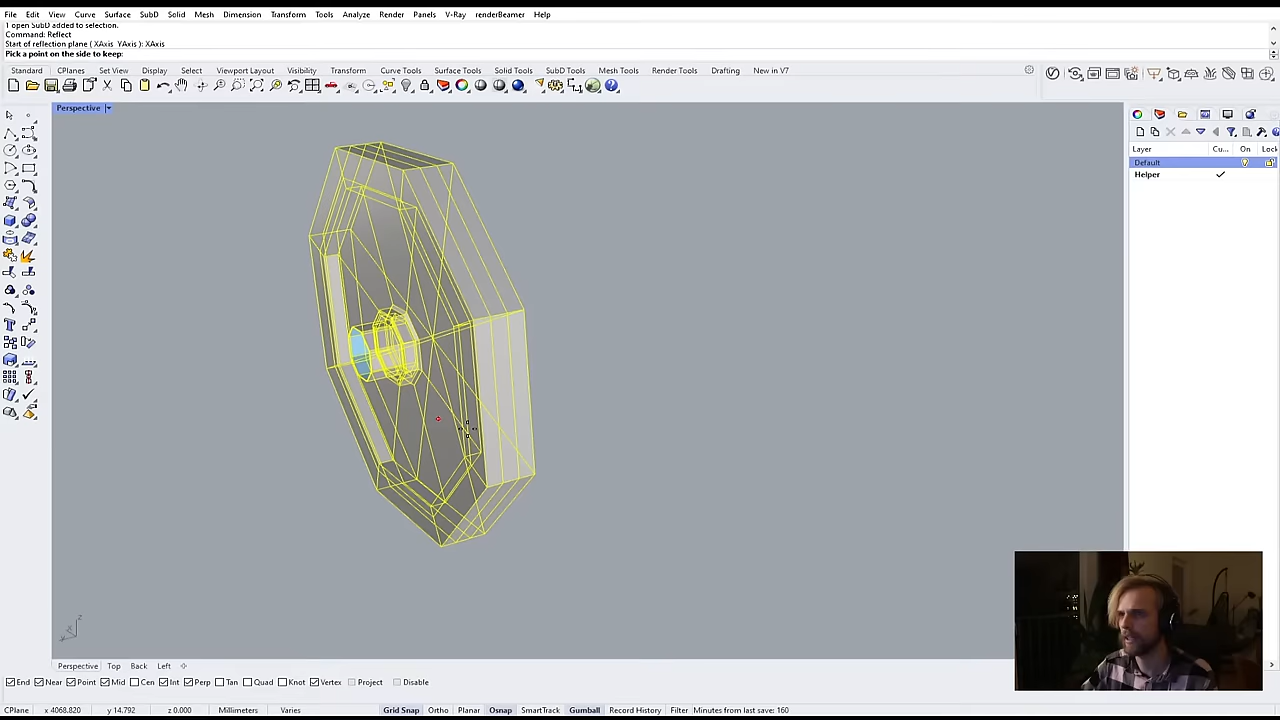 File Edit View Curve Surface SubD Solid Mesh Dimension Transform Tools Analyze Render Panels V-Ray renderBeamer Help
1 open SubD added to selection.
Command: Reflect
Start of reflection plane ( XAxis YAxis ): XAxis
Pick a point on the side to keep:
Standard CPlanes Set View Display Select Viewport Layout Visibility Transform Curve Tools Surface Tools Solid Tools SubD Tools Mesh Tools Render Tools Drafting New in V7
Perspective
Layer Cu... On Lock
Default
Helper
z
x
y
Perspective Top Back Left
End Near Point Mid Cen Int Perp Tan Quad Knot Vertex Project Disable
CPlane x 4068.820 y 14.792 z 0.000 Millimeters Varies Grid Snap Ortho Planar Osnap SmartTrack Gumball Record History Filter Minutes from last save: 160